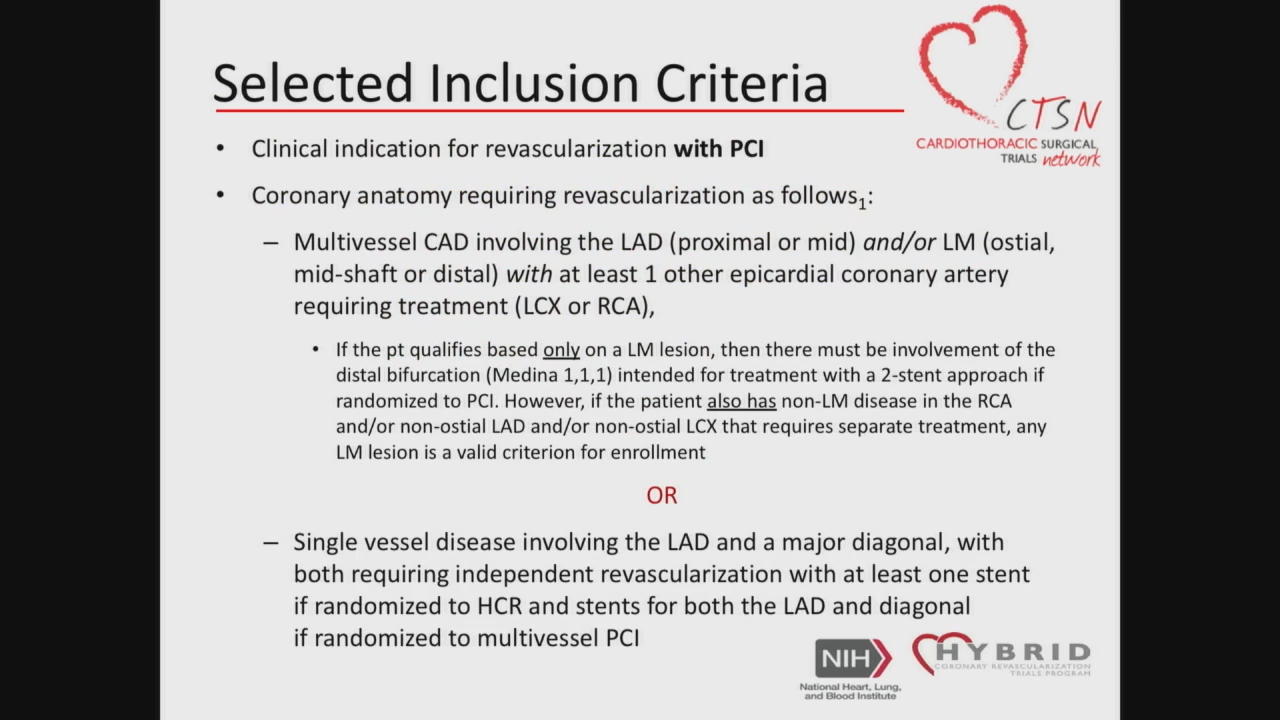 Selected Inclusion Criteria
CTSN
CARDIOTHORACIC SURGICAL
TRIALS network
• Clinical indication for revascularization with PCI
• Coronary anatomy requiring revascularization as follows1:
– Multivessel CAD involving the LAD (proximal or mid) and/or LM (ostial,
mid-shaft or distal) with at least 1 other epicardial coronary artery
requiring treatment (LCX or RCA),
• If the pt qualifies based only on a LM lesion, then there must be involvement of the
distal bifurcation (Medina 1,1,1) intended for treatment with a 2-stent approach if
randomized to PCI. However, if the patient also has non-LM disease in the RCA
and/or non-ostial LAD and/or non-ostial LCX that requires separate treatment, any
LM lesion is a valid criterion for enrollment
OR
– Single vessel disease involving the LAD and a major diagonal, with
both requiring independent revascularization with at least one stent
if randomized to HCR and stents for both the LAD and diagonal
if randomized to multivessel PCI
NIH
National Heart, Lung,
and Blood Institute
HYBRID
CORONARY REVASCULARIZATION
TRIALS PROGRAM